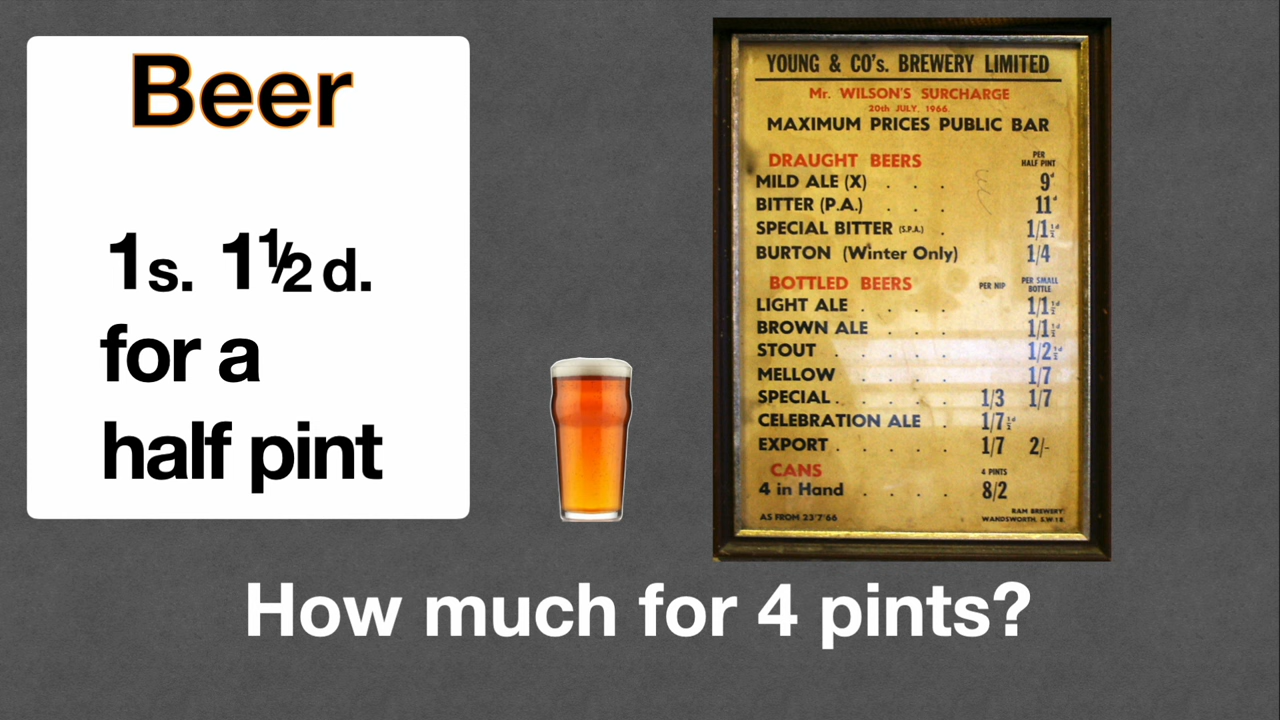 Beer
1s. 1½d.
for a
half pint
YOUNG & CO's. BREWERY LIMITED
Mr. WILSON'S SURCHARGE
20th JULY, 1966.
MAXIMUM PRICES PUBLIC BAR
DRAUGHT BEERS PER HALF PINT
MILD ALE (X) . . . 9d
BITTER (P.A.) . . . 11d
SPECIAL BITTER (S.P.A.) . 1/1½d
BURTON (Winter Only) 1/4
BOTTLED BEERS PER NIP PER SMALL BOTTLE
LIGHT ALE . . . . 1/1½d
BROWN ALE . . . . 1/1½d
STOUT . . . . . 1/2½d
MELLOW . . . . 1/7
SPECIAL . . . . . 1/3 1/7
CELEBRATION ALE . 1/7½d
EXPORT . . . . . 1/7 2/-
CANS 4 PINTS
4 in Hand . . . . 8/2
AS FROM 23'7'66
RAM BREWERY
WANDSWORTH, S.W.18.
How much for 4 pints?